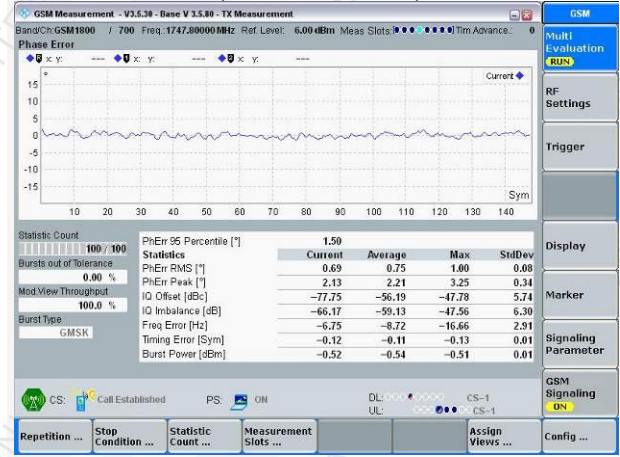 GSM Measurement - V3.5.30 - Base V 3.5.80 - TX Measurement
GSM
Band/Ch:GSM1800 / 700 Freq.:1747.80000 MHz Ref. Level: 6.00 dBm Meas Slots: Tim.Advance.: 0
Phase Error
x: y: --- x: y: --- x: y: ---
Current
15
10
5
0
-5
-10
-15
Sym
10 20 30 40 50 60 70 80 90 100 110 120 130 140
Multi Evaluation
RUN
RF Settings
Trigger
Display
Marker
Signaling Parameter
GSM Signaling
ON
Config ...
Statistic Count
100 / 100
Bursts out of Tolerance
0.00 %
Mod.View Throughput
100.0 %
Burst Type
GMSK
PhErr 95 Percentile [°] 1.50
Statistics Current Average Max StdDev
PhErr RMS [°] 0.69 0.75 1.00 0.08
PhErr Peak [°] 2.13 2.21 3.25 0.34
IQ Offset [dBc] -77.75 -56.19 -47.78 5.74
IQ Imbalance [dB] -66.17 -59.13 -47.56 6.30
Freq Error [Hz] -6.75 -8.72 -16.66 2.91
Timing Error [Sym] -0.12 -0.11 -0.13 0.01
Burst Power [dBm] -0.52 -0.54 -0.51 0.01
CS: Call Established PS: ON
DL: CS-1
UL: CS-1
Repetition ...
Stop Condition ...
Statistic Count ...
Measurement Slots ...
Assign Views ...